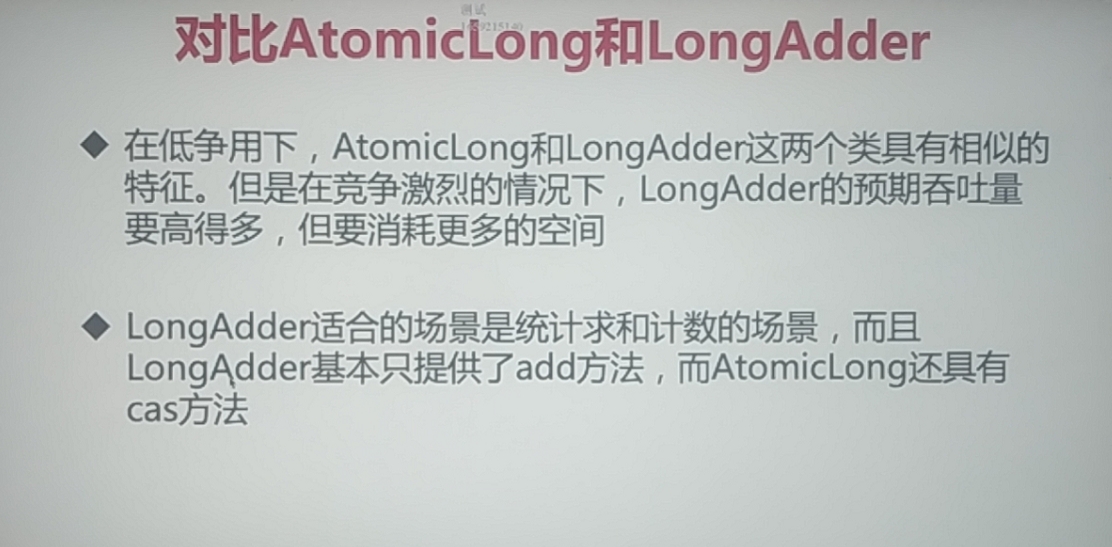 测试
对比AtomicLong和LongAdder
◆ 在低争用下，AtomicLong和LongAdder这两个类具有相似的
特征。但是在竞争激烈的情况下，LongAdder的预期吞吐量
要高得多，但要消耗更多的空间
◆ LongAdder适合的场景是统计求和计数的场景，而且
LongAdder基本只提供了add方法，而AtomicLong还具有
cas方法